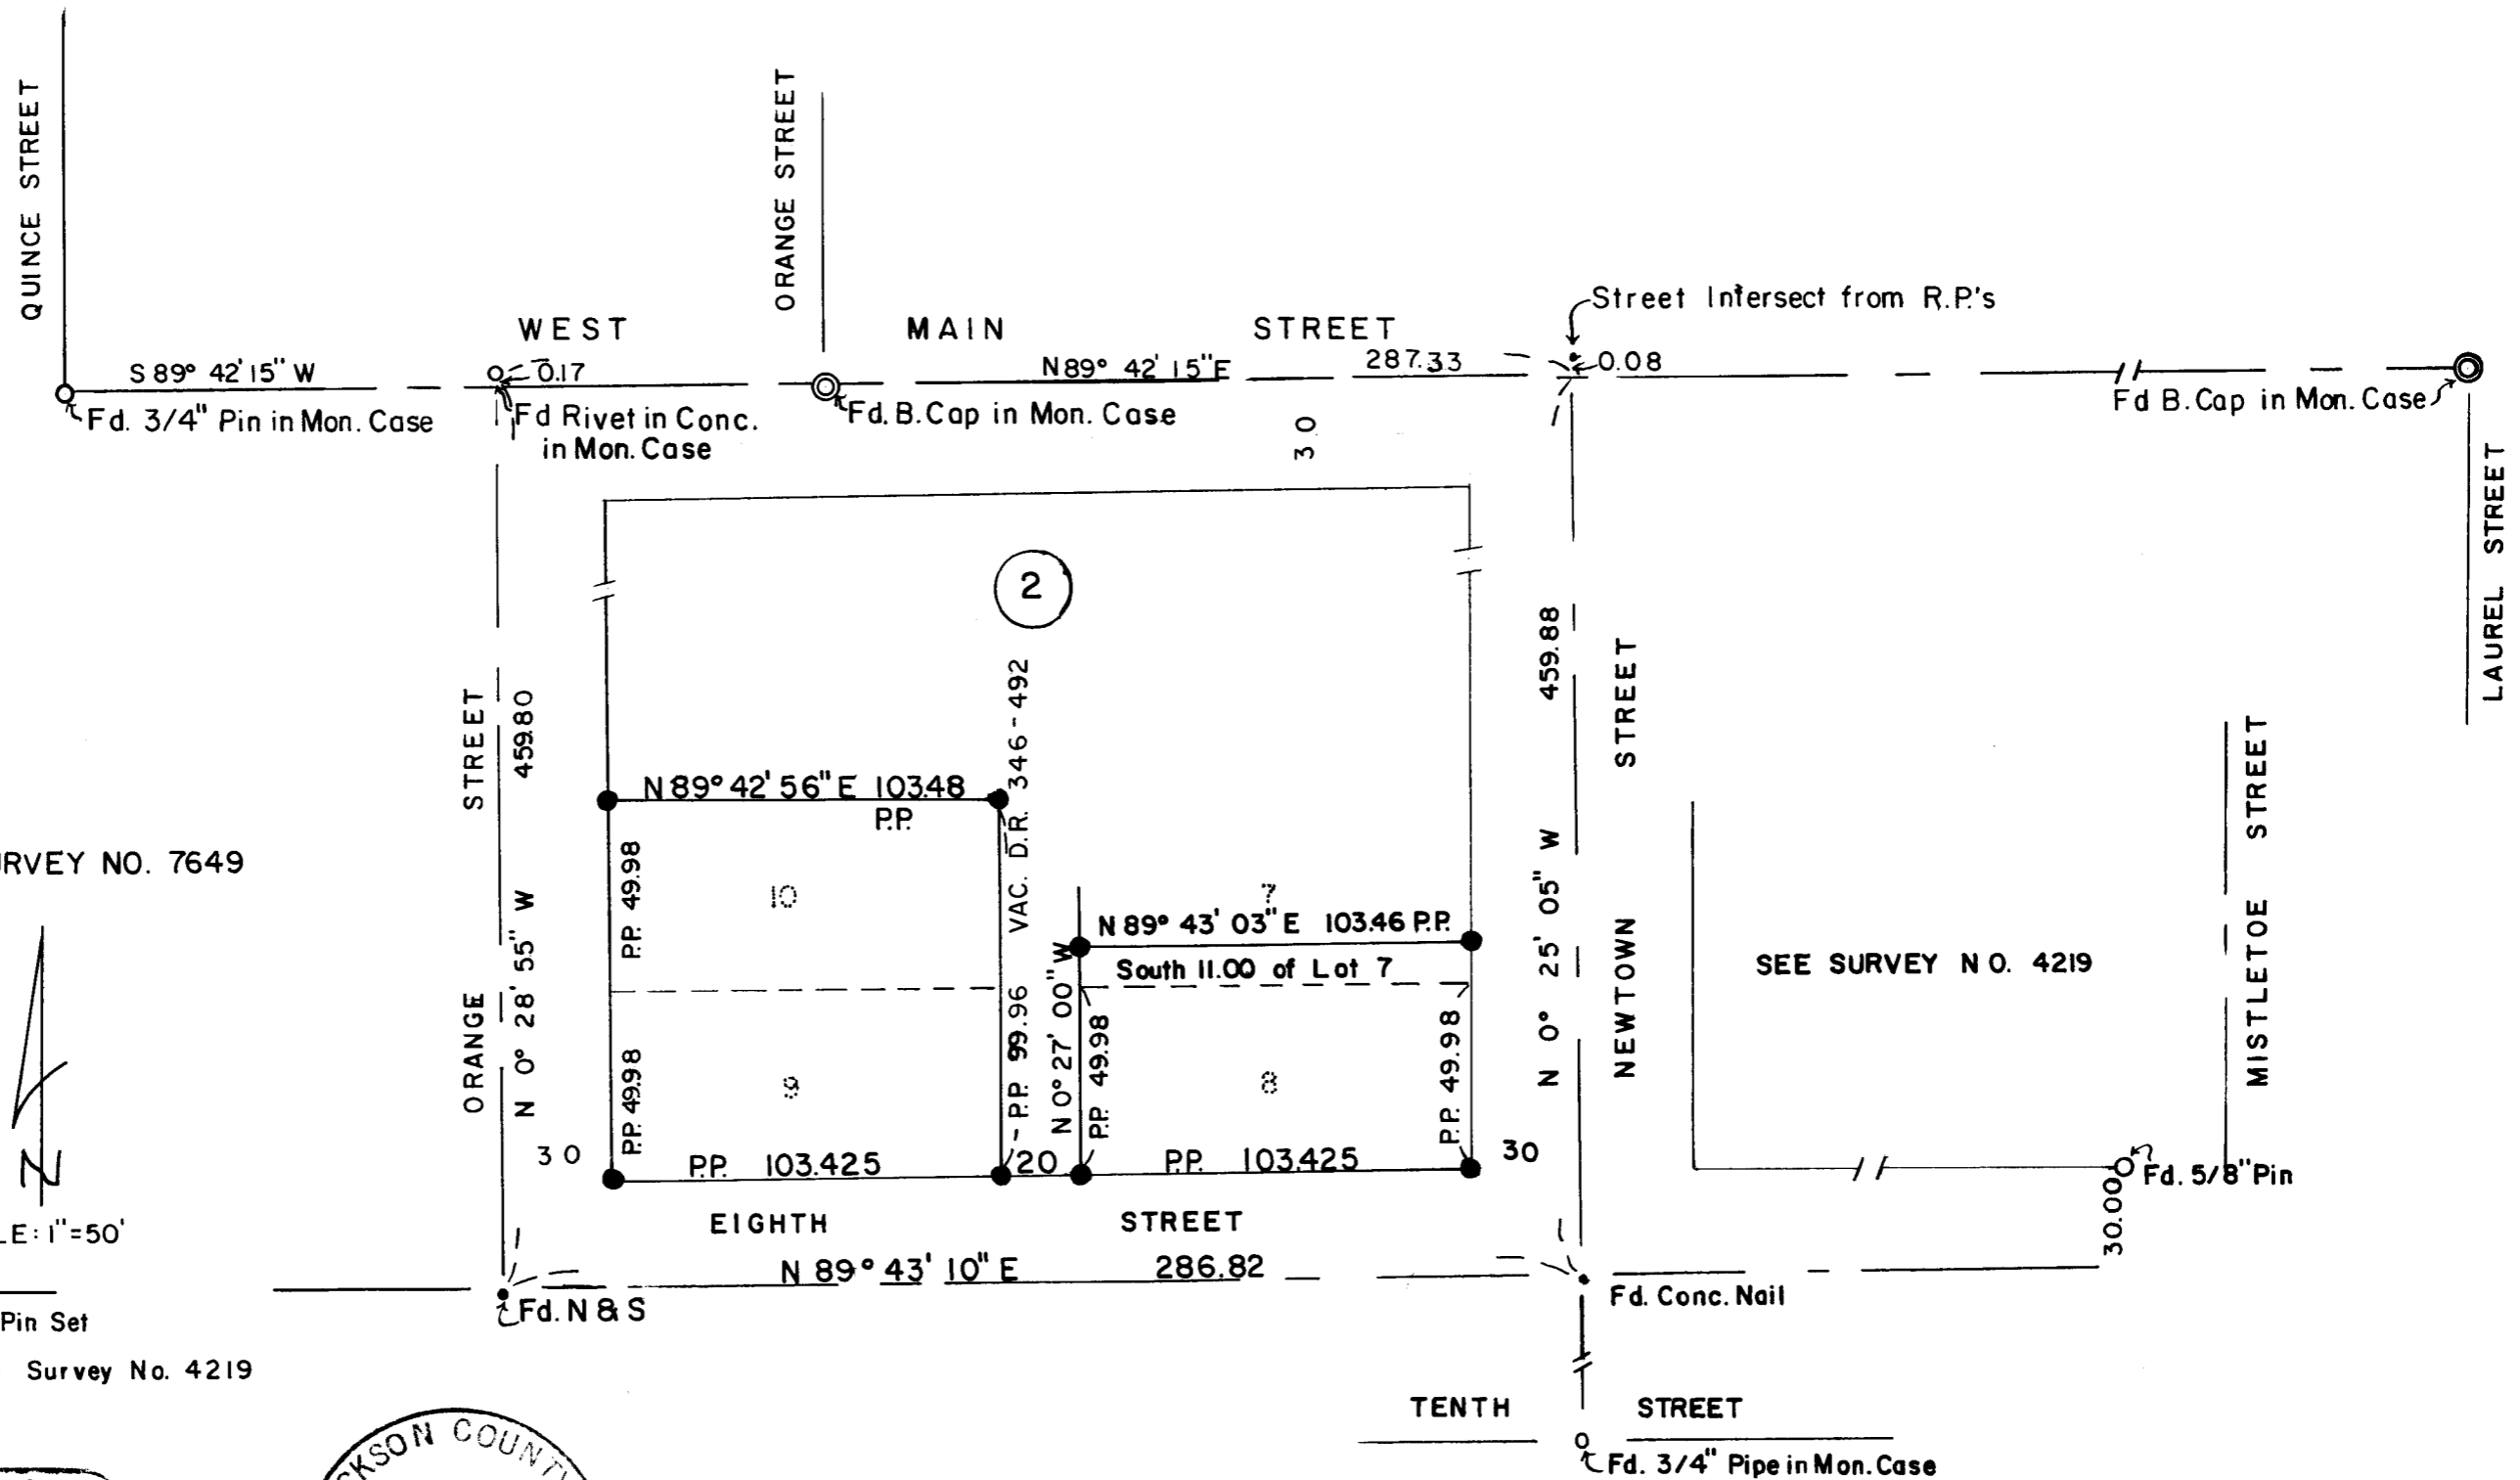 QUINCE STREET
ORANGE STREET
Street Intersect from R.P.'s
WEST MAIN STREET
S 89° 42' 15" W
0.17
N 89° 42' 15" E 287.33
0.08
Fd. 3/4" Pin in Mon. Case
Fd Rivet in Conc.
in Mon. Case
Fd. B. Cap in Mon. Case
Fd B. Cap in Mon. Case
30
LAUREL STREET
2
ORANGE STREET
N 0° 28' 55" W 459.80
VAC. D.R. 346-492
N 0° 25' 05" W 459.88
NEWTOWN STREET
MISTLETOE STREET
N 89° 42' 56" E 103.48
P.P.
RVEY NO. 7649
P.P. 49.98
10
7
N 89° 43' 03" E 103.46 P.P.
South 11.00 of Lot 7
SEE SURVEY NO. 4219
P.P. 49.98
9
P.P. 99.96
N 0° 27' 00" W
P.P. 49.98
8
P.P. 49.98
30
P.P. 103.425
20
P.P. 103.425
30
Fd. 5/8" Pin
30.00
N
LE: 1"=50'
EIGHTH STREET
N 89° 43' 10" E 286.82
Fd. N & S
Fd. Conc. Nail
Pin Set
Survey No. 4219
TENTH STREET
Fd. 3/4" Pipe in Mon. Case
CKSON COUNTY